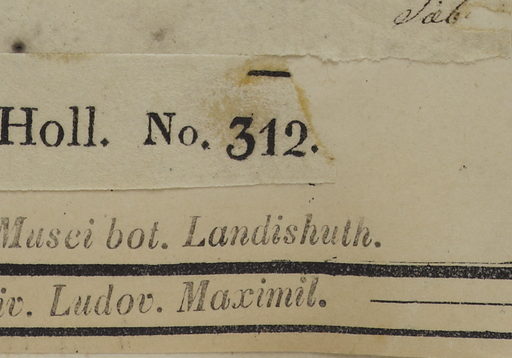 Holl. No. 312.
Musei bot. Landishuth.
iv. Ludov. Maximil.